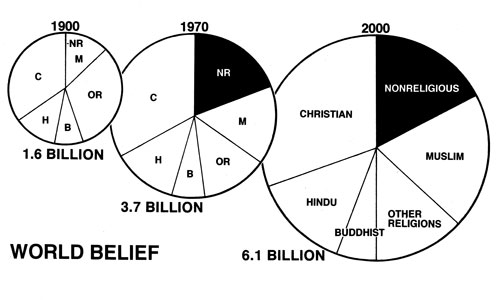 1900
NR
M
C
OR
H
B
1.6 BILLION
1970
NR
C
M
H
B
OR
3.7 BILLION
2000
NONRELIGIOUS
CHRISTIAN
MUSLIM
HINDU
BUDDHIST
OTHER
RELIGIONS
6.1 BILLION
WORLD BELIEF